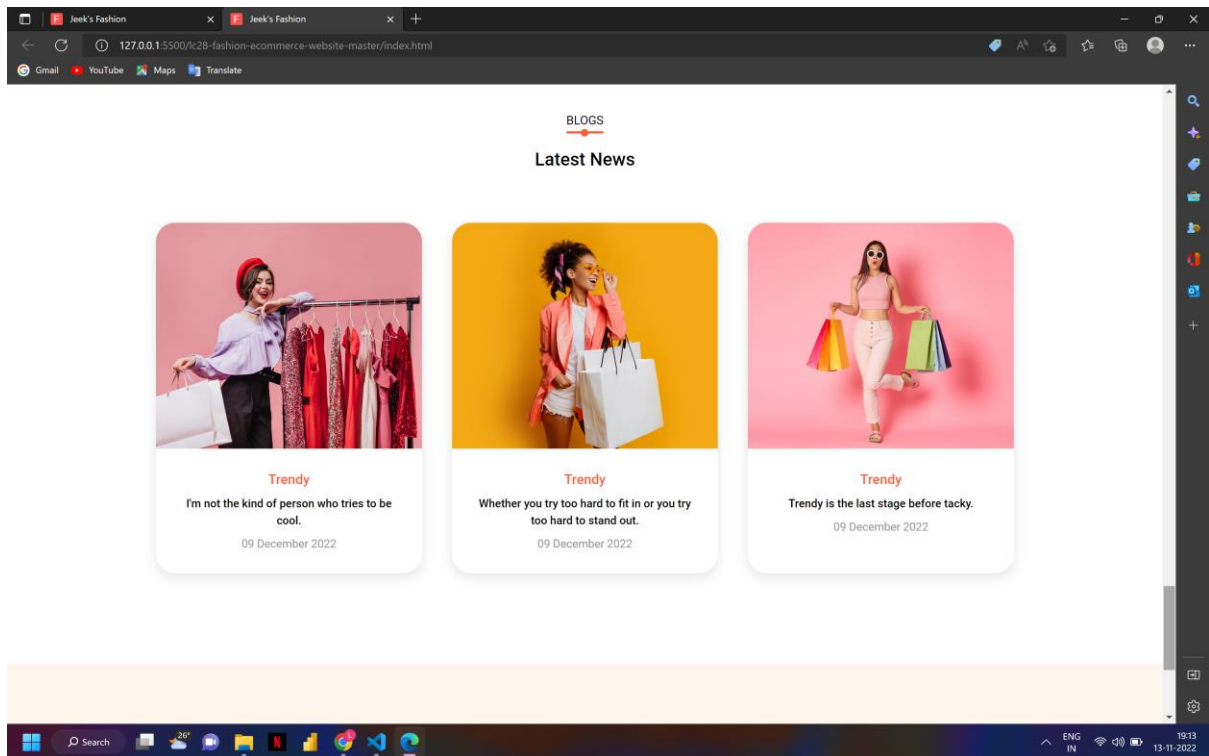 Jeek's Fashion
Jeek's Fashion
127.0.0.1:5500/lc28-fashion-ecommerce-website-master/index.html
Gmail YouTube Maps Translate
BLOGS
Latest News
Trendy
I'm not the kind of person who tries to be
cool.
09 December 2022
Trendy
Whether you try too hard to fit in or you try
too hard to stand out.
09 December 2022
Trendy
Trendy is the last stage before tacky.
09 December 2022
Search
26°
ENG
IN
19:13
13-11-2022